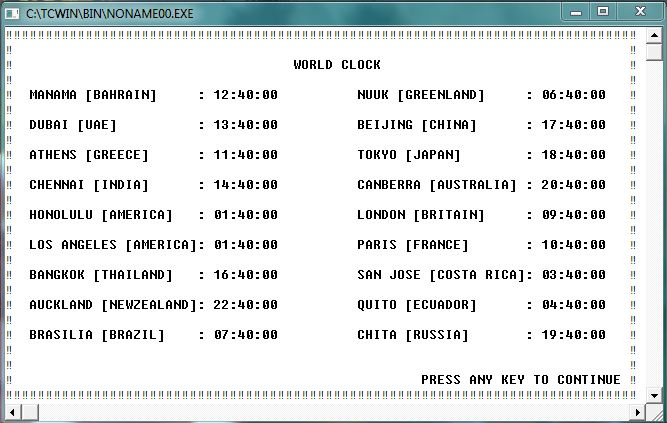 C:\TCWIN\BIN\NONAME00.EXE
WORLD CLOCK
MANAMA [BAHRAIN] : 12:40:00 NUUK [GREENLAND] : 06:40:00
DUBAI [UAE] : 13:40:00 BEIJING [CHINA] : 17:40:00
ATHENS [GREECE] : 11:40:00 TOKYO [JAPAN] : 18:40:00
CHENNAI [INDIA] : 14:40:00 CANBERRA [AUSTRALIA] : 20:40:00
HONOLULU [AMERICA] : 01:40:00 LONDON [BRITAIN] : 09:40:00
LOS ANGELES [AMERICA]: 01:40:00 PARIS [FRANCE] : 10:40:00
BANGKOK [THAILAND] : 16:40:00 SAN JOSE [COSTA RICA]: 03:40:00
AUCKLAND [NEWZEALAND]: 22:40:00 QUITO [ECUADOR] : 04:40:00
BRASILIA [BRAZIL] : 07:40:00 CHITA [RUSSIA] : 19:40:00
PRESS ANY KEY TO CONTINUE